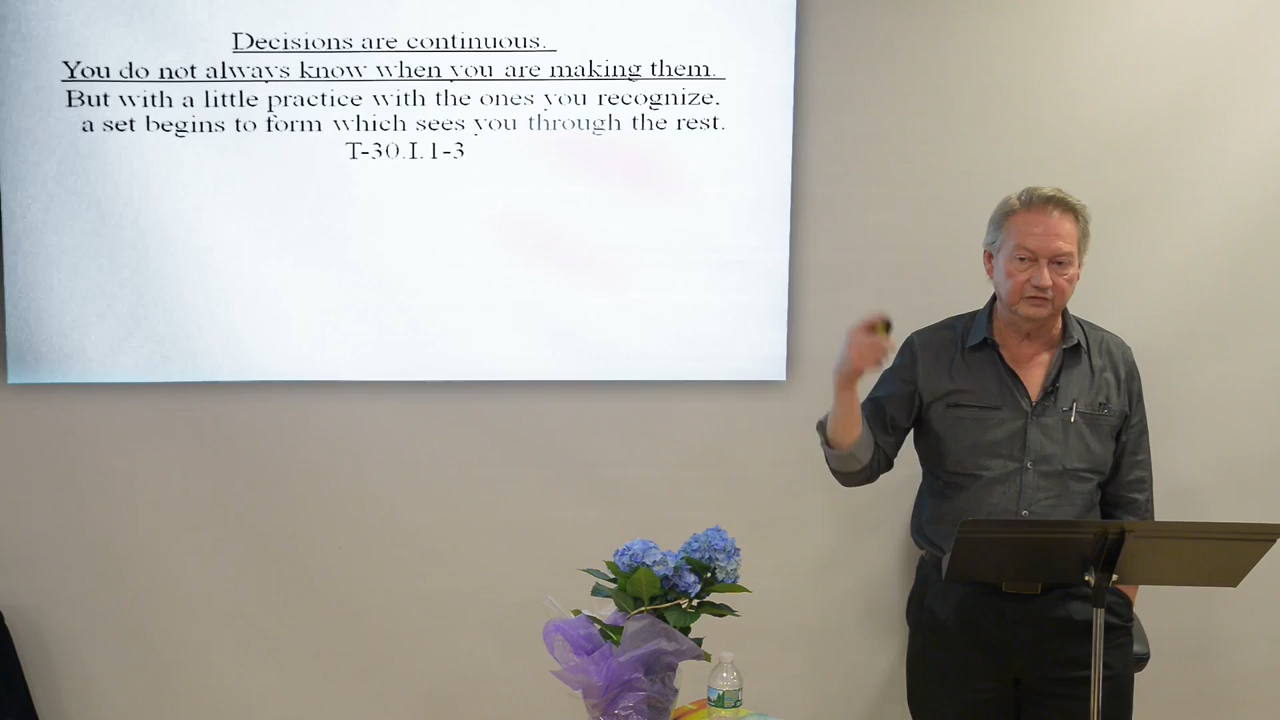 Decisions are continuous.
You do not always know when you are making them.
But with a little practice with the ones you recognize.
a set begins to form which sees you through the rest.
T-30.I.1-3